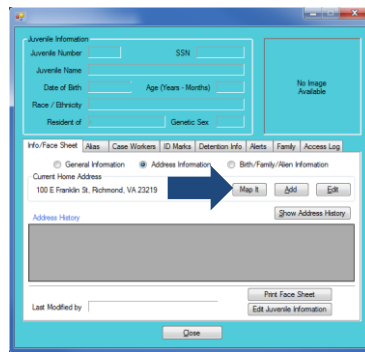 Juvenile Information
Juvenile Number SSN
Juvenile Name
Date of Birth Age (Years - Months)
Race / Ethnicity
Resident of Genetic Sex
No Image
Available
Info/Face Sheet Alias Case Workers ID Marks Detention Info Alerts Family Access Log
General Information Address Information Birth/Family/Alien Information
Current Home Address
100 E Franklin St, Richmond, VA 23219 Map It Add Edit
Show Address History
Address History
Print Face Sheet
Last Modified by Edit Juvenile Information
Close